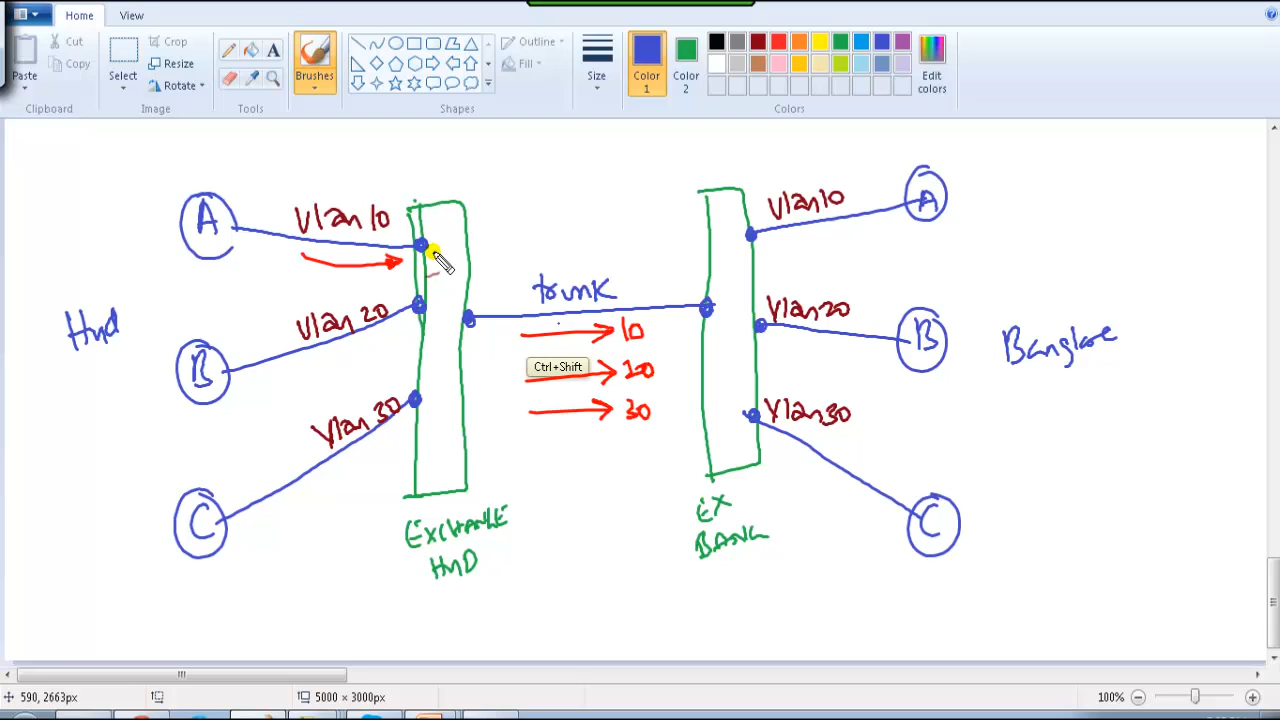 Home
View
Paste
Cut
Copy
Clipboard
Select
Crop
Resize
Rotate
Image
Tools
Brushes
Shapes
Outline
Fill
Size
Color 1
Color 2
Edit colors
Colors
A
Vlan 10
Vlan 20
B
Vlan 30
C
Hyd
EXCHANGE
HYD
trunk
10
20
30
Ctrl+Shift
Vlan10
A
Vlan20
B
Vlan30
C
Banglore
EX
BANG
590, 2663px
5000 × 3000px
100%